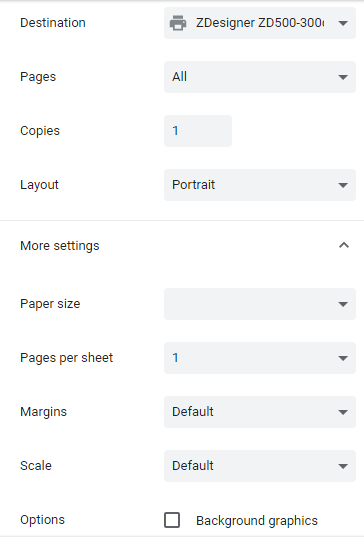 Destination ZDesigner ZD500-300
Pages All
Copies 1
Layout Portrait
More settings
Paper size
Pages per sheet 1
Margins Default
Scale Default
Options Background graphics